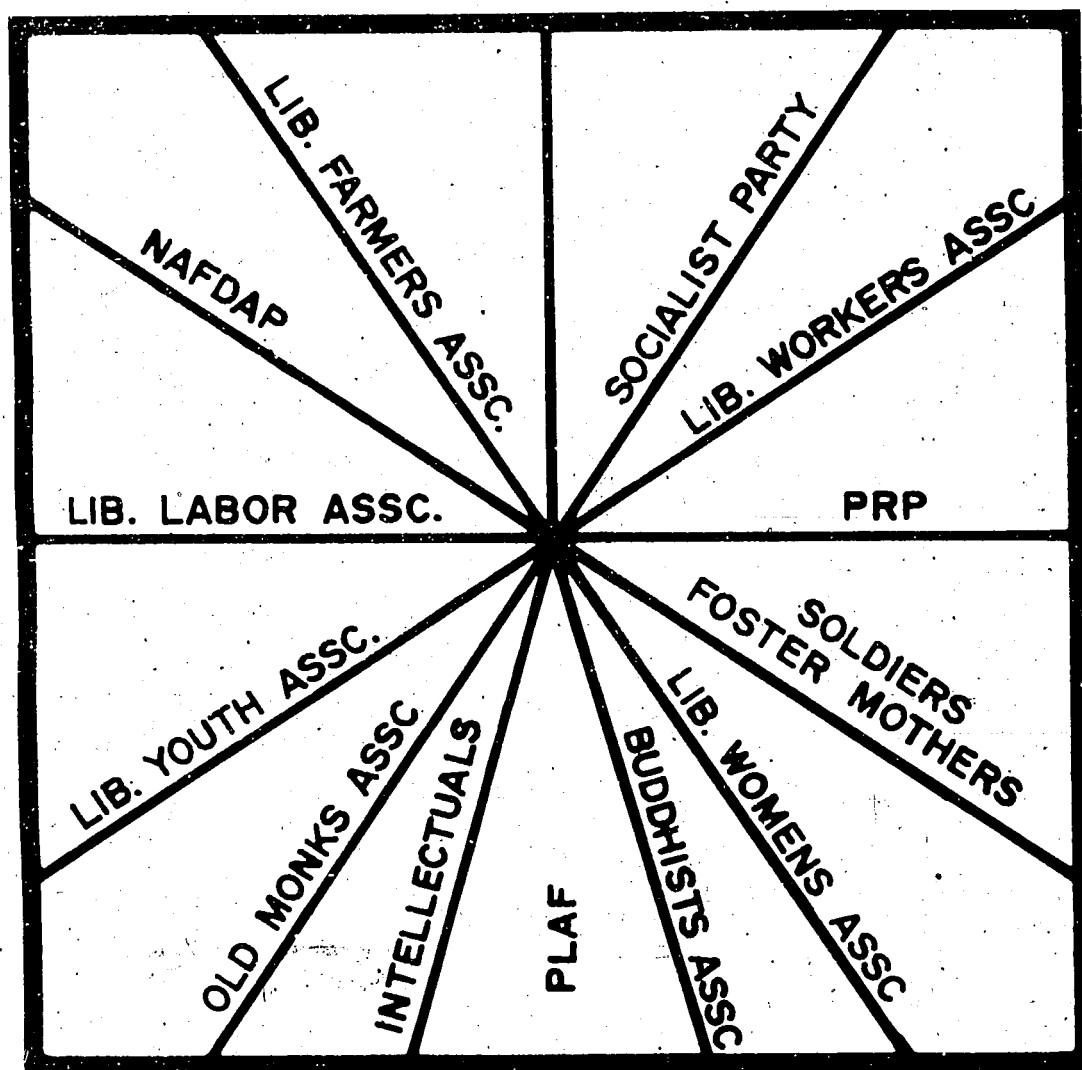 LIB. FARMERS ASSC.
SOCIALIST PARTY
NAFDAP
LIB. WORKERS ASSC
LIB. LABOR ASSC.
PRP
SOLDIERS
FOSTER MOTHERS
LIB. YOUTH ASSC.
OLD MONKS ASSC
INTELLECTUALS
PLAF
BUDDHISTS ASSC
LIB. WOMENS ASSC